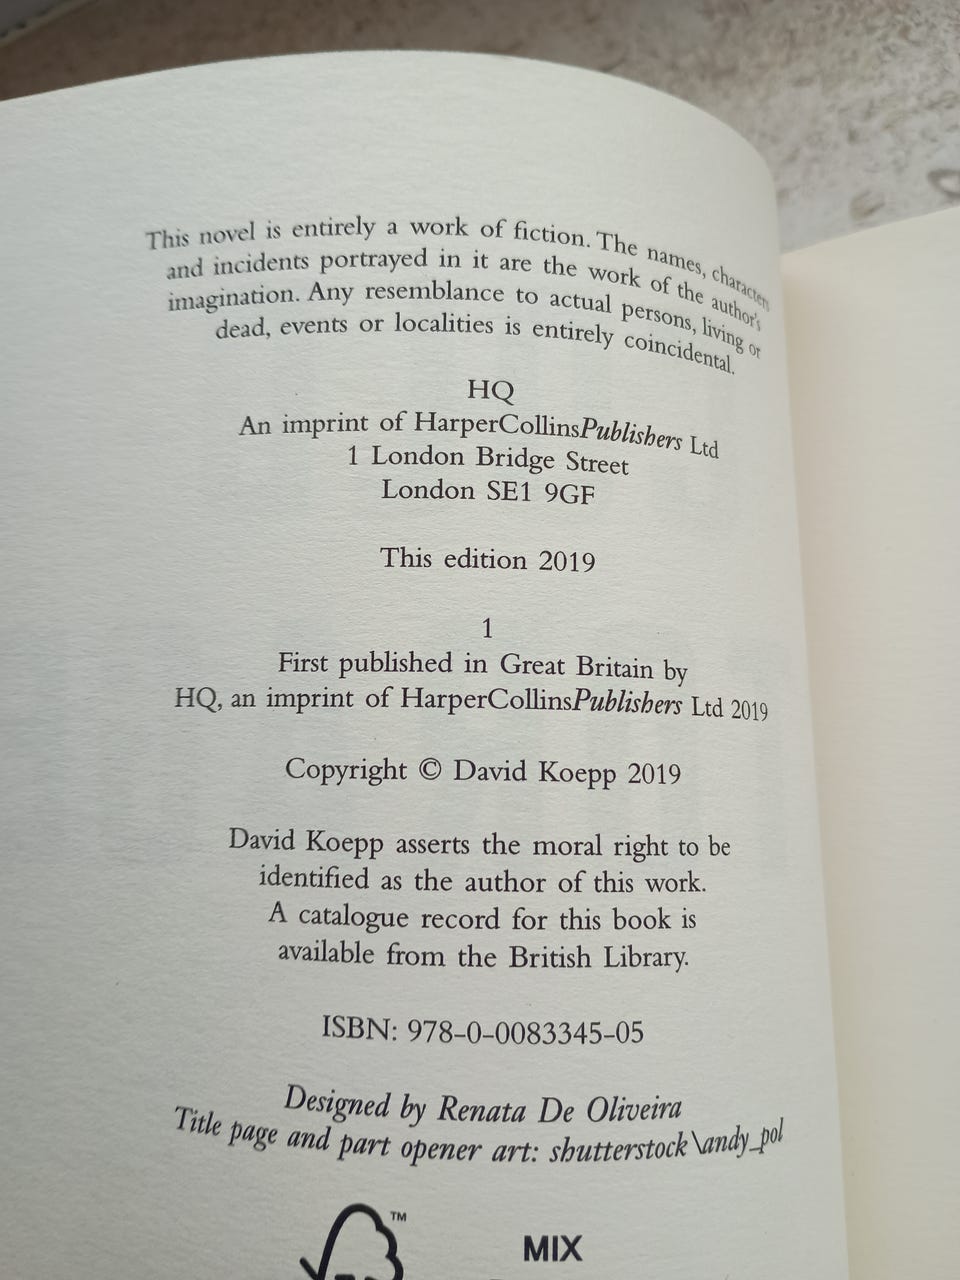 This novel is entirely a work of fiction. The names, characters
and incidents portrayed in it are the work of the author's
imagination. Any resemblance to actual persons, living or
dead, events or localities is entirely coincidental.
HQ
An imprint of HarperCollinsPublishers Ltd
1 London Bridge Street
London SE1 9GF
This edition 2019
1
First published in Great Britain by
HQ, an imprint of HarperCollinsPublishers Ltd 2019
Copyright © David Koepp 2019
David Koepp asserts the moral right to be
identified as the author of this work.
A catalogue record for this book is
available from the British Library.
ISBN: 978-0-0083345-05
Designed by Renata De Oliveira
Title page and part opener art: shutterstock\andy_pol
TM
MIX